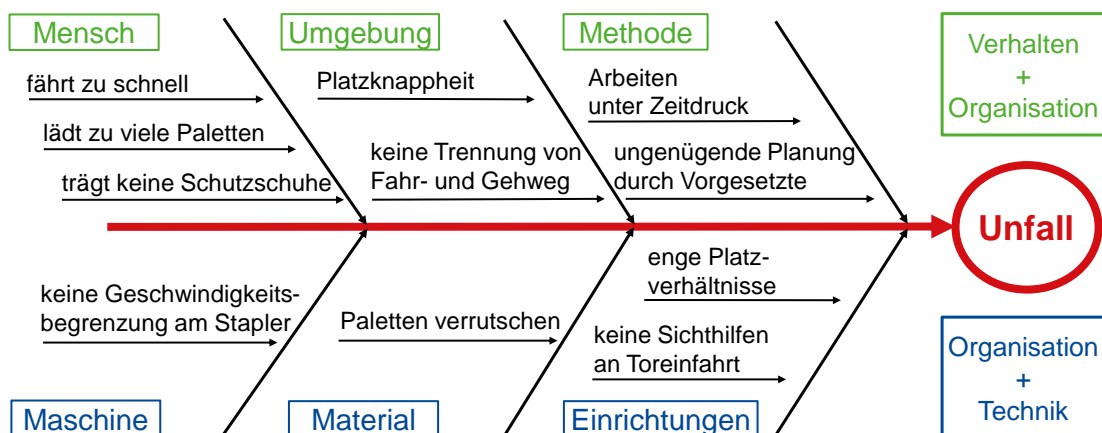 Mensch
Umgebung
Methode
Verhalten
+
Organisation
fährt zu schnell
lädt zu viele Paletten
trägt keine Schutzschuhe
Platzknappheit
keine Trennung von
Fahr- und Gehweg
Arbeiten
unter Zeitdruck
ungenügende Planung
durch Vorgesetzte
Unfall
keine Geschwindigkeits-
begrenzung am Stapler
Paletten verrutschen
enge Platz-
verhältnisse
keine Sichthilfen
an Toreinfahrt
Organisation
+
Technik
Maschine
Material
Einrichtungen